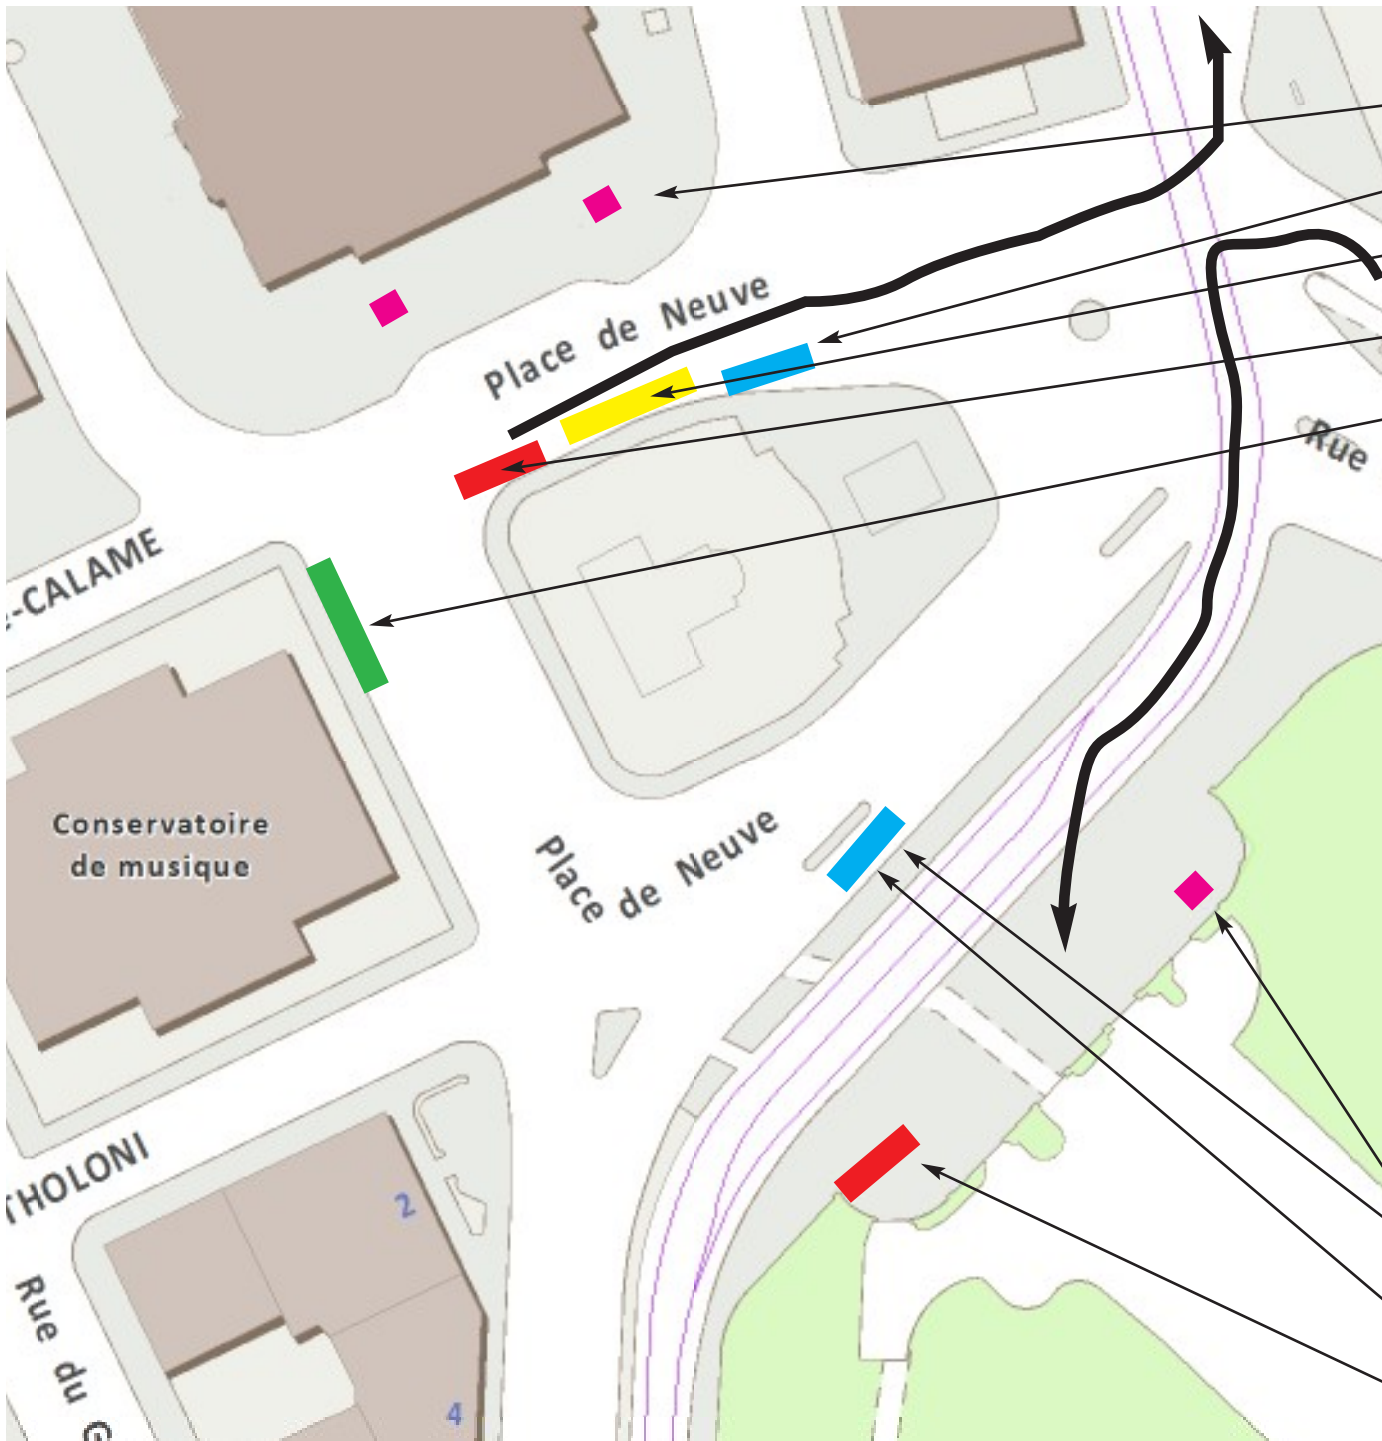 Place de Neuve
Rue
-CALAME
Conservatoire
de musique
Place
de Neuve
THOLONI
2
Rue du G
4